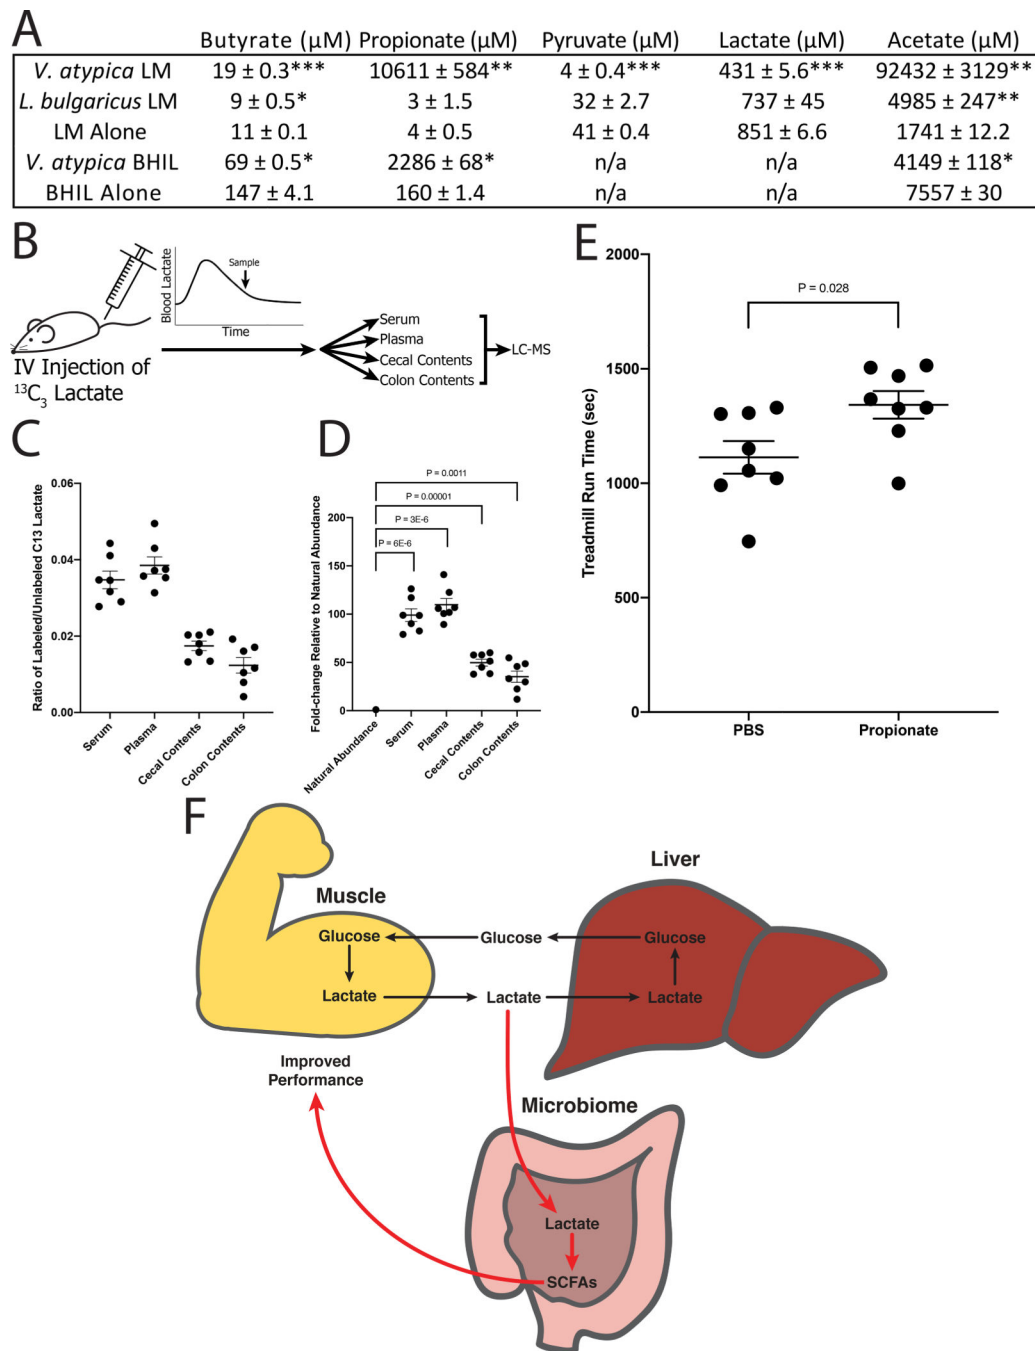 A
Butyrate (μM) Propionate (μM) Pyruvate (μM) Lactate (μM) Acetate (μM)
V. atypica LM 19 ± 0.3*** 10611 ± 584** 4 ± 0.4*** 431 ± 5.6*** 92432 ± 3129**
L. bulgaricus LM 9 ± 0.5* 3 ± 1.5 32 ± 2.7 737 ± 45 4985 ± 247**
LM Alone 11 ± 0.1 4 ± 0.5 41 ± 0.4 851 ± 6.6 1741 ± 12.2
V. atypica BHIL 69 ± 0.5* 2286 ± 68* n/a n/a 4149 ± 118*
BHIL Alone 147 ± 4.1 160 ± 1.4 n/a n/a 7557 ± 30
B
Blood Lactate
Sample
Time
IV Injection of
¹³C₃ Lactate
Serum
Plasma
Cecal Contents
Colon Contents
LC-MS
C
Ratio of Labeled/Unlabeled C13 Lactate
0.06
0.04
0.02
0.00
Serum
Plasma
Cecal Contents
Colon Contents
D
Fold-change Relative to Natural Abundance
P = 0.0011
P = 0.00001
P = 3E-6
P = 6E-6
200
150
100
50
0
Natural Abundance
Serum
Plasma
Cecal Contents
Colon Contents
E
Treadmill Run Time (sec)
2000
1500
1000
500
0
P = 0.028
PBS
Propionate
F
Muscle
Liver
Glucose
Glucose
Glucose
Lactate
Lactate
Lactate
Improved
Performance
Microbiome
Lactate
SCFAs